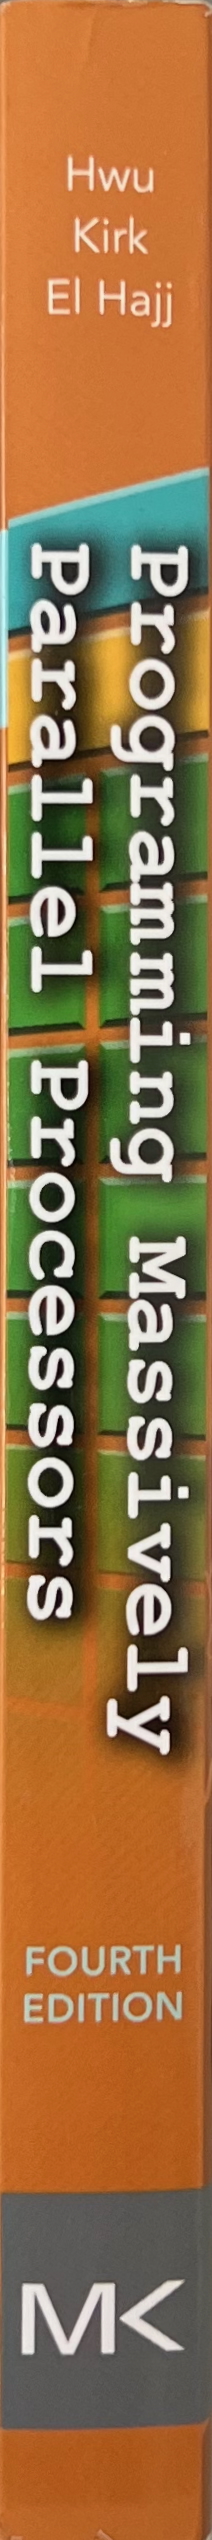 Hwu
Kirk
El Hajj
Programming Massively
Parallel Processors
FOURTH
EDITION
MK